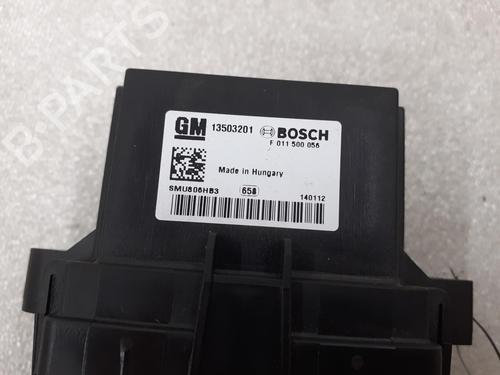 GM 13503201 BOSCH
F 011 500 056
Made in Hungary
SMU806HB3 658 140112
B-PARTS